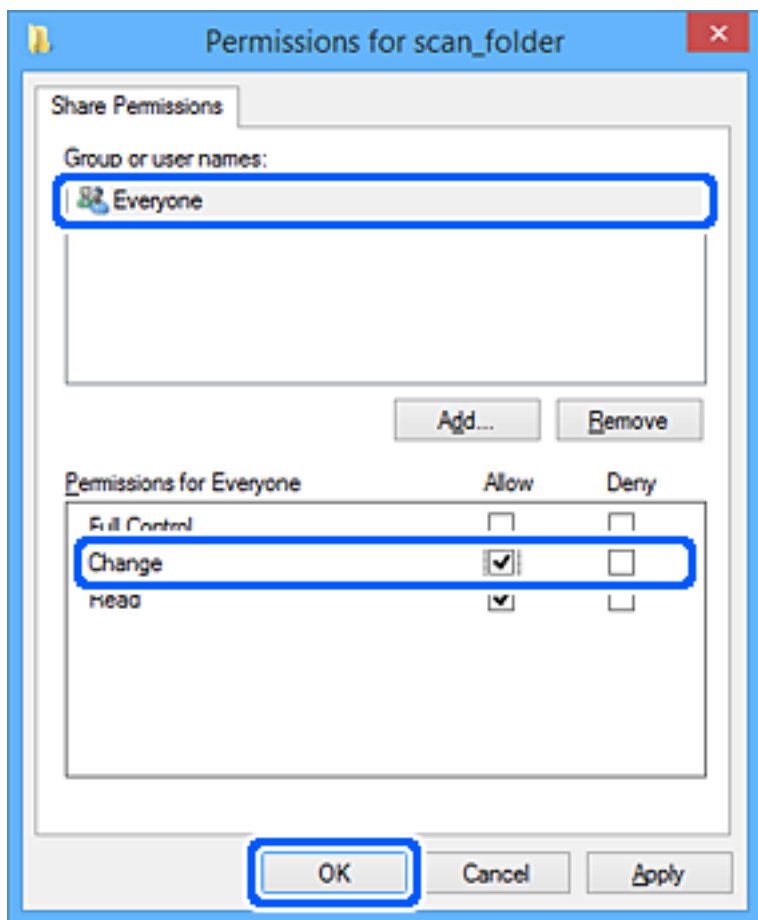 Permissions for scan_folder
Share Permissions
Group or user names:
Everyone
Add... Remove
Permissions for Everyone Allow Deny
Full Control
Change
Read
OK Cancel Apply